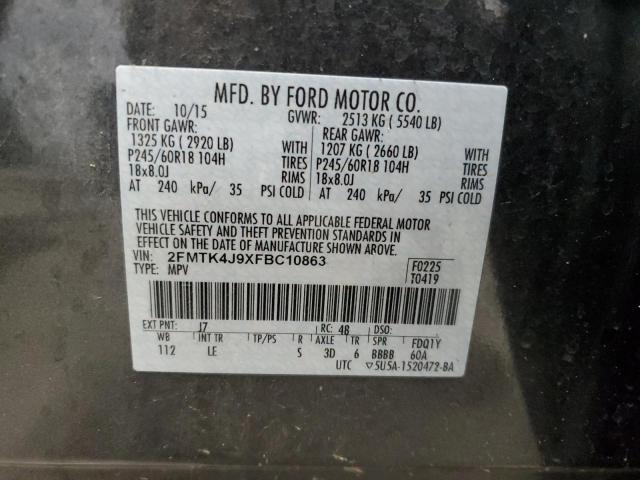 MFD. BY FORD MOTOR CO.
DATE: 10/15 GVWR: 2513 KG ( 5540 LB)
FRONT GAWR: REAR GAWR:
1325 KG ( 2920 LB) 1207 KG ( 2660 LB)
P245/60R18 104H TIRES P245/60R18 104H TIRES
18x8.0J RIMS 18x8.0J RIMS
AT 240 kPa/ 35 PSI COLD AT 240 kPa/ 35 PSI COLD
THIS VEHICLE CONFORMS TO ALL APPLICABLE FEDERAL MOTOR
VEHICLE SAFETY AND THEFT PREVENTION STANDARDS IN
EFFECT ON THE DATE OF MANUFACTURE SHOWN ABOVE.
VIN: 2FMTK4J9XFBC10863 F0225
TYPE: MPV T0419
EXT PNT: J7 RC: 48 DSO: FDQ1Y
WB INT TR TP/PS R AXLE TR SPR
112 LE S 3D 6 BBBB 60A
UTC ▽5U5A-1520472-BA